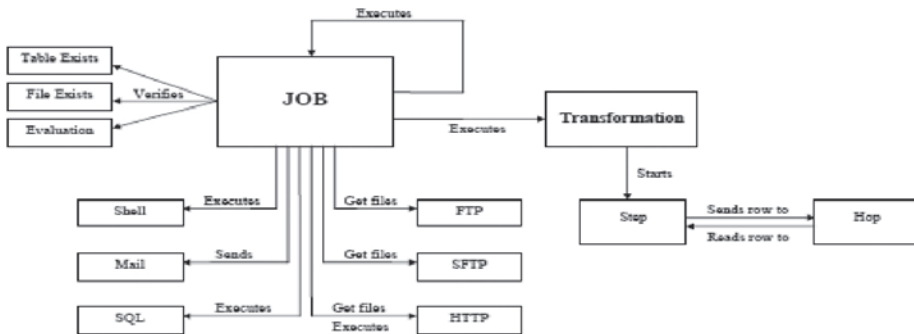 Executes
Table Exists
File Exists
Verifies
Evaluation
JOB
Executes
Transformation
Starts
Shell
Executes
Get files
FTP
Step
Sends row to
Reads row to
Hop
Mail
Sends
Get files
SFTP
SQL
Executes
Get files
Executes
HTTP